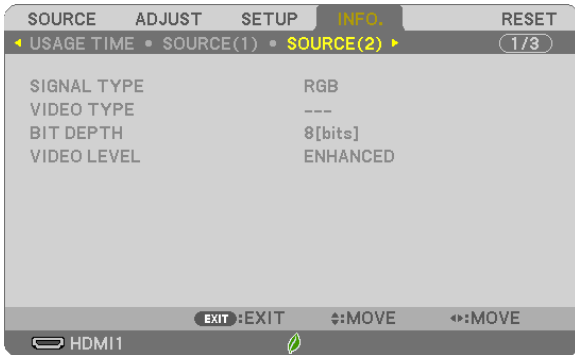 SOURCE ADJUST SETUP INFO. RESET
USAGE TIME • SOURCE(1) • SOURCE(2) 1/3
SIGNAL TYPE RGB
VIDEO TYPE ---
BIT DEPTH 8[bits]
VIDEO LEVEL ENHANCED
EXIT :EXIT :MOVE :MOVE
HDMI1